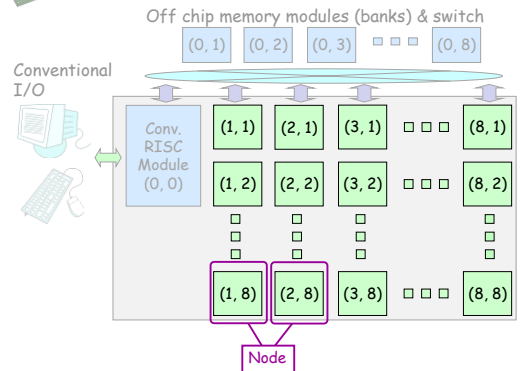 Off chip memory modules (banks) & switch
(0, 1) (0, 2) (0, 3) (0, 8)
Conventional
I/O
Conv.
RISC
Module
(0, 0)
(1, 1) (2, 1) (3, 1) (8, 1)
(1, 2) (2, 2) (3, 2) (8, 2)
(1, 8) (2, 8) (3, 8) (8, 8)
Node